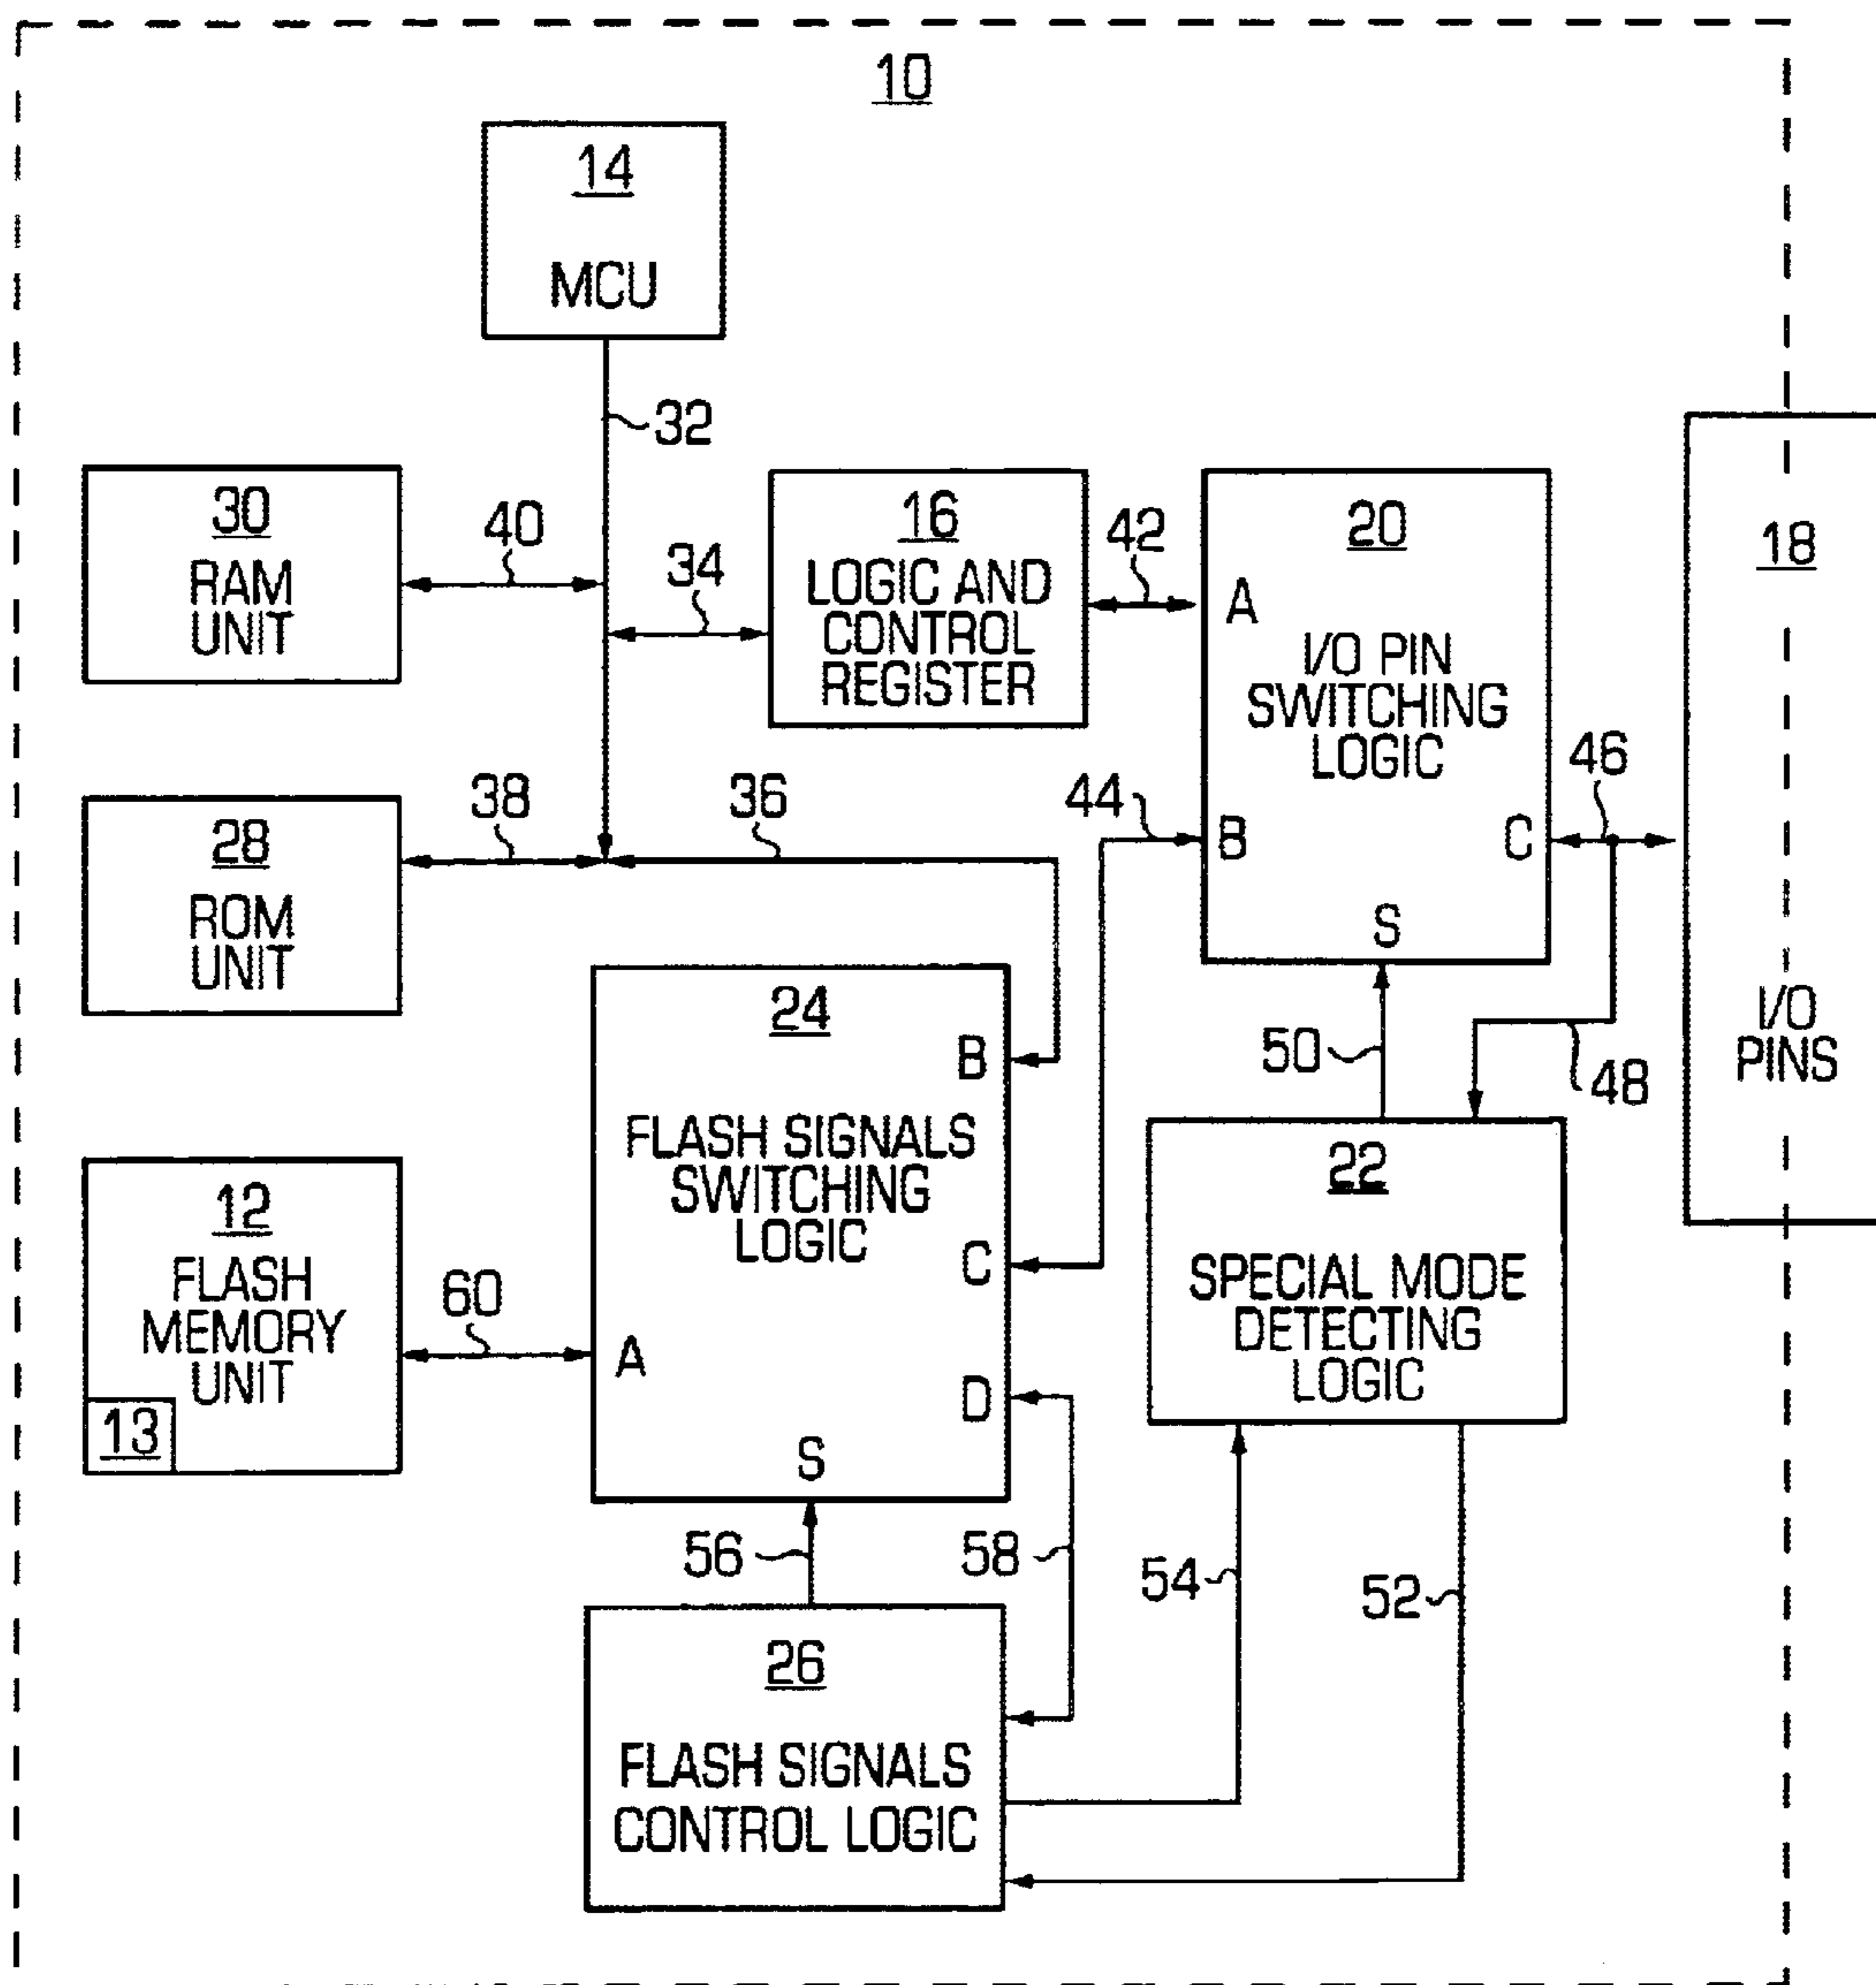 10
14
MCU
32
30
RAM
UNIT
40
34
16
LOGIC AND
CONTROL
REGISTER
42
20
A
I/O PIN
SWITCHING
LOGIC
B
C
S
18
I/O
PINS
46
44
28
ROM
UNIT
38
36
24
B
FLASH SIGNALS
SWITCHING
LOGIC
C
A
D
S
50
48
22
SPECIAL MODE
DETECTING
LOGIC
12
FLASH
MEMORY
UNIT
13
60
56
58
54
52
26
FLASH SIGNALS
CONTROL LOGIC